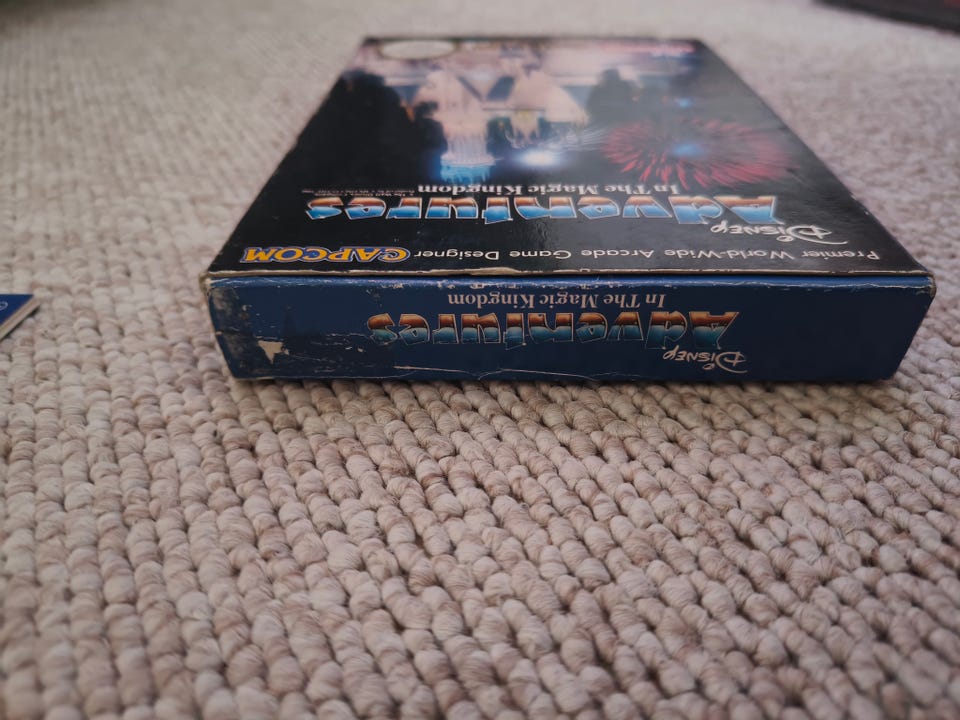 Premier World-Wide Arcade Game Designer CAPCOM
Disney
Adventures
In The Magic Kingdom
Disney
Adventures
In The Magic Kingdom